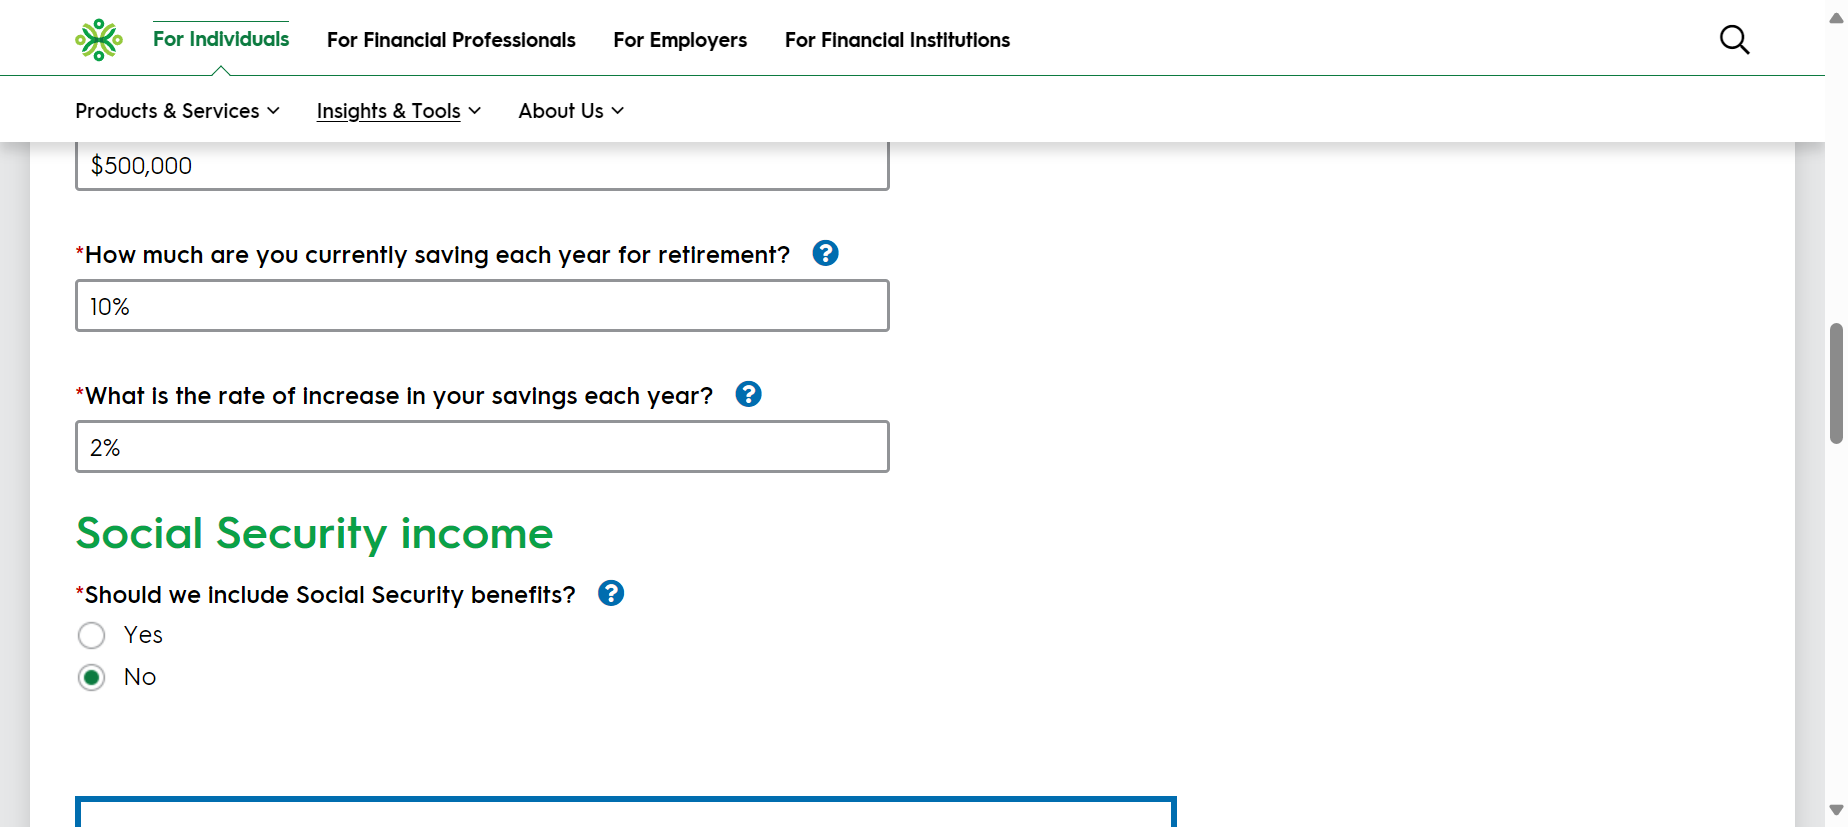 For Individuals For Financial Professionals For Employers For Financial Institutions
Products & Services Insights & Tools About Us
$500,000
*How much are you currently saving each year for retirement? ?
10%
*What is the rate of increase in your savings each year? ?
2%
Social Security income
*Should we include Social Security benefits? ?
Yes
No